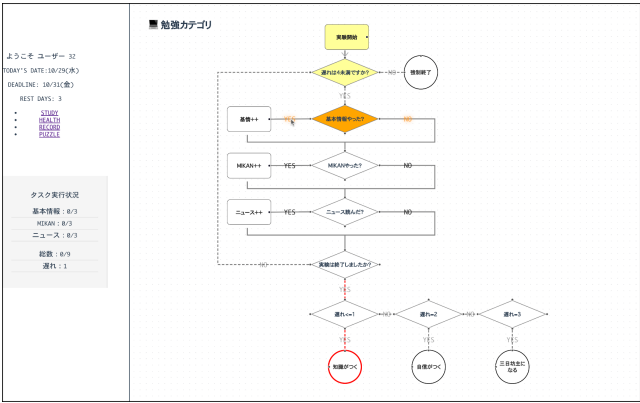 勉強カテゴリ
ようこそ ユーザー 32
TODAY'S DATE:10/29(水)
DEADLINE: 10/31(金)
REST DAYS: 3
STUDY
HEALTH
RECORD
PUZZLE
タスク実行状況
基本情報:0/3
MIKAN:0/3
ニュース:0/3
総数:0/9
遅れ:1
実験開始
遅れは4未満ですか?
NO
強制終了
YES
基情++
YES
基本情報やった?
NO
MIKAN++
YES
MIKANやった?
NO
ニュース++
YES
ニュース読んだ?
NO
NO
実験は終了しましたか?
YES
遅れ<=1
NO
遅れ=2
NO
遅れ=3
YES
YES
YES
知識がつく
自信がつく
三日坊主に
なる